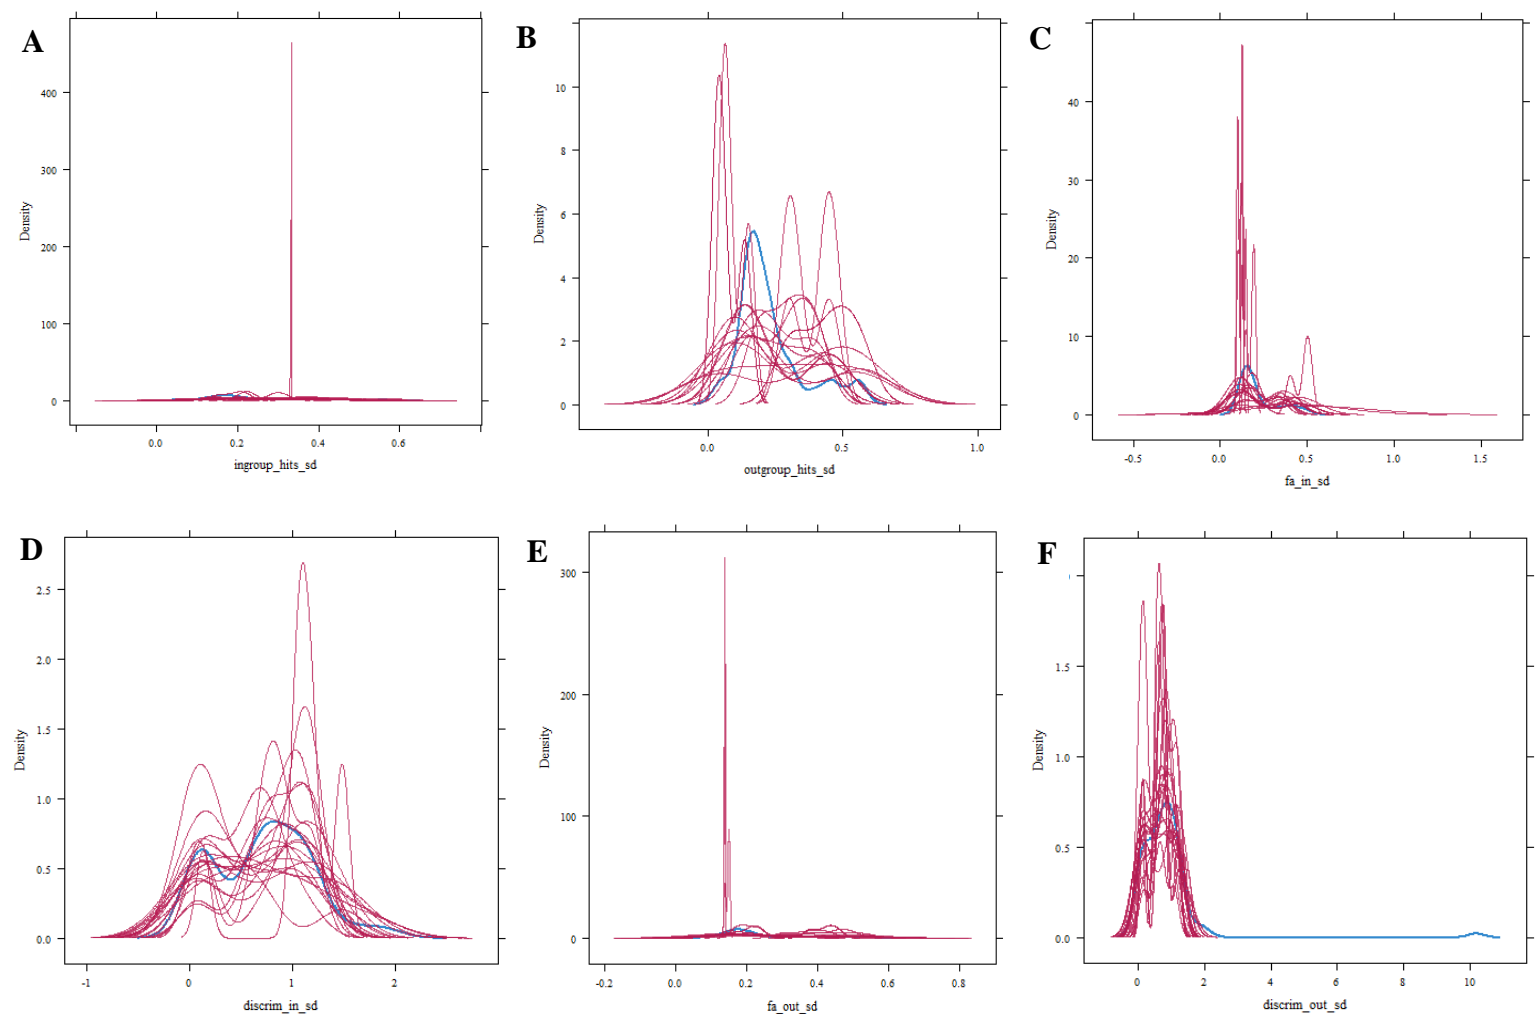 A
Density
400
300
200
100
0
0.0 0.2 0.4 0.6
ingroup_hits_sd
B
Density
10
8
6
4
2
0
0.0 0.5 1.0
outgroup_hits_sd
C
Density
40
30
20
10
0
-0.5 0.0 0.5 1.0 1.5
fa_in_sd
D
Density
2.5
2.0
1.5
1.0
0.5
0.0
-1 0 1 2
discrim_in_sd
E
Density
300
200
100
0
-0.2 0.0 0.2 0.4 0.6 0.8
fa_out_sd
F
Density
1.5
1.0
0.5
0.0
0 2 4 6 8 10
discrim_out_sd